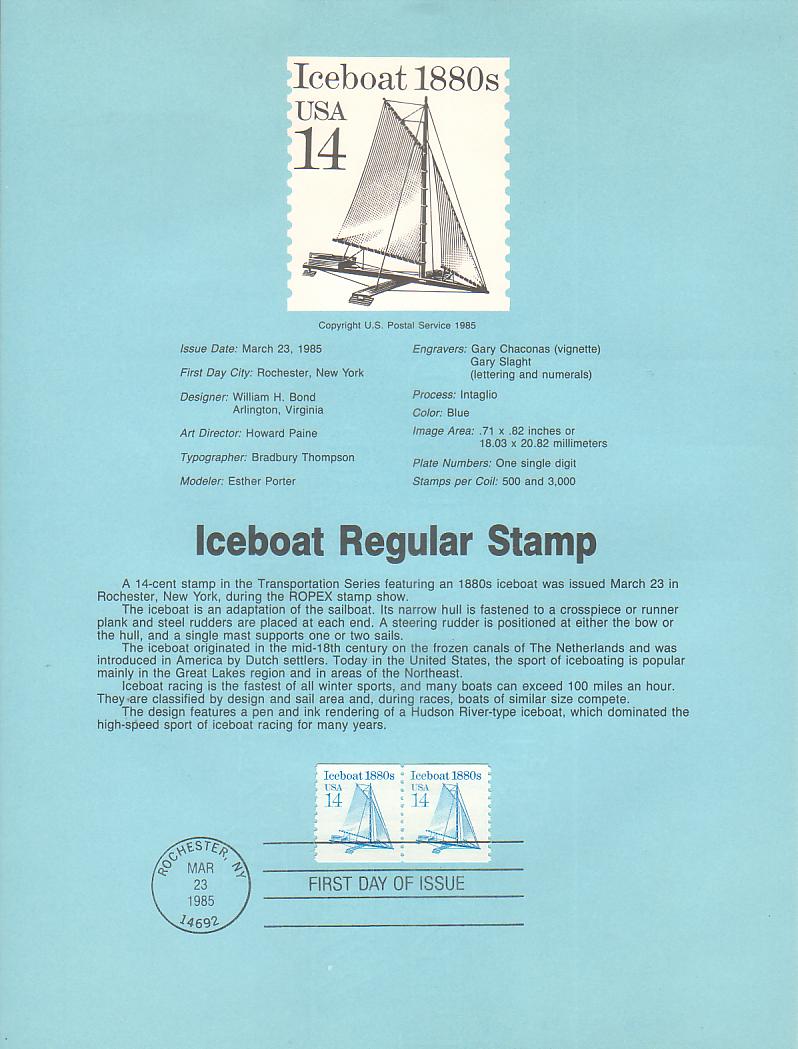 Iceboat 1880s
USA
14
Copyright U.S. Postal Service 1985
Issue Date: March 23, 1985
First Day City: Rochester, New York
Designer: William H. Bond
Arlington, Virginia
Art Director: Howard Paine
Typographer: Bradbury Thompson
Modeler: Esther Porter
Engravers: Gary Chaconas (vignette)
Gary Slaght
(lettering and numerals)
Process: Intaglio
Color: Blue
Image Area: .71 x .82 inches or
18.03 x 20.82 millimeters
Plate Numbers: One single digit
Stamps per Coil: 500 and 3,000
Iceboat Regular Stamp
A 14-cent stamp in the Transportation Series featuring an 1880s iceboat was issued March 23 in
Rochester, New York, during the ROPEX stamp show.
The iceboat is an adaptation of the sailboat. Its narrow hull is fastened to a crosspiece or runner
plank and steel rudders are placed at each end. A steering rudder is positioned at either the bow or
the hull, and a single mast supports one or two sails.
The iceboat originated in the mid-18th century on the frozen canals of The Netherlands and was
introduced in America by Dutch settlers. Today in the United States, the sport of iceboating is popular
mainly in the Great Lakes region and in areas of the Northeast.
Iceboat racing is the fastest of all winter sports, and many boats can exceed 100 miles an hour.
They are classified by design and sail area and, during races, boats of similar size compete.
The design features a pen and ink rendering of a Hudson River-type iceboat, which dominated the
high-speed sport of iceboat racing for many years.
Iceboat 1880s
USA
14
Iceboat 1880s
USA
14
ROCHESTER, NY
MAR
23
1985
14692
FIRST DAY OF ISSUE